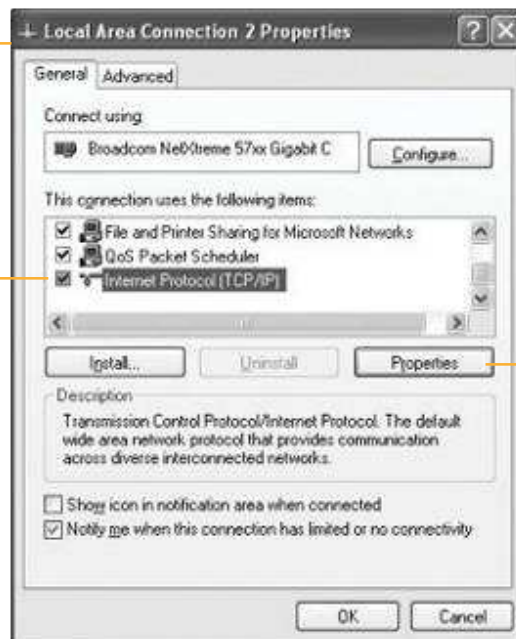 Local Area Connection 2 Properties
General
Advanced
Connect using:
Broadcom NetXtreme 57xx Gigabit C
Configure...
This connection uses the following items:
File and Printer Sharing for Microsoft Networks
QoS Packet Scheduler
Internet Protocol (TCP/IP)
Install...
Uninstall
Properties
Description
Transmission Control Protocol/Internet Protocol. The default
wide area network protocol that provides communication
across diverse interconnected networks.
Show icon in notification area when connected
Notify me when this connection has limited or no connectivity
OK
Cancel